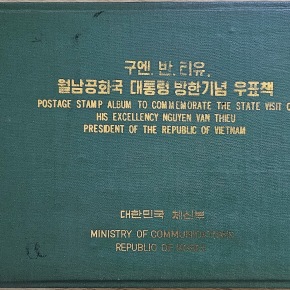 구엔. 반. 티유.
월남공화국 대통령 방한기념 우표책
POSTAGE STAMP ALBUM TO COMMEMORATE THE STATE VISIT OF
HIS EXCELLENCY NGUYEN VAN THIEU
PRESIDENT OF THE REPUBLIC OF VIETNAM
대한민국 체신부
MINISTRY OF COMMUNICATIONS
REPUBLIC OF KOREA